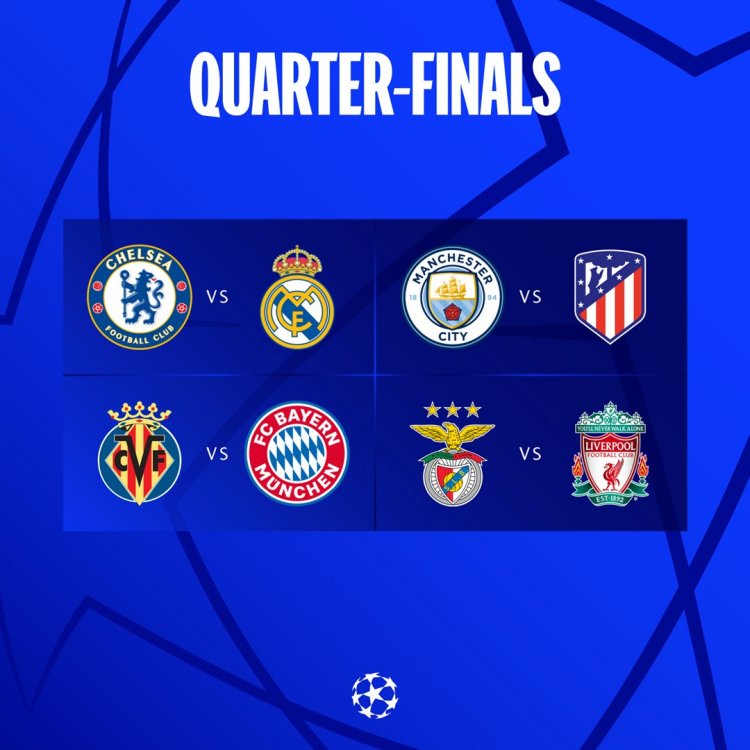 QUARTER-FINALS
CHELSEA
FOOTBALL CLUB
VS
MANCHESTER
18 94
CITY
VS
CVF
VS
FC BAYERN
MÜNCHEN
VS
YOU'LL NEVER WALK ALONE
LIVERPOOL
FOOTBALL CLUB
EST·1892